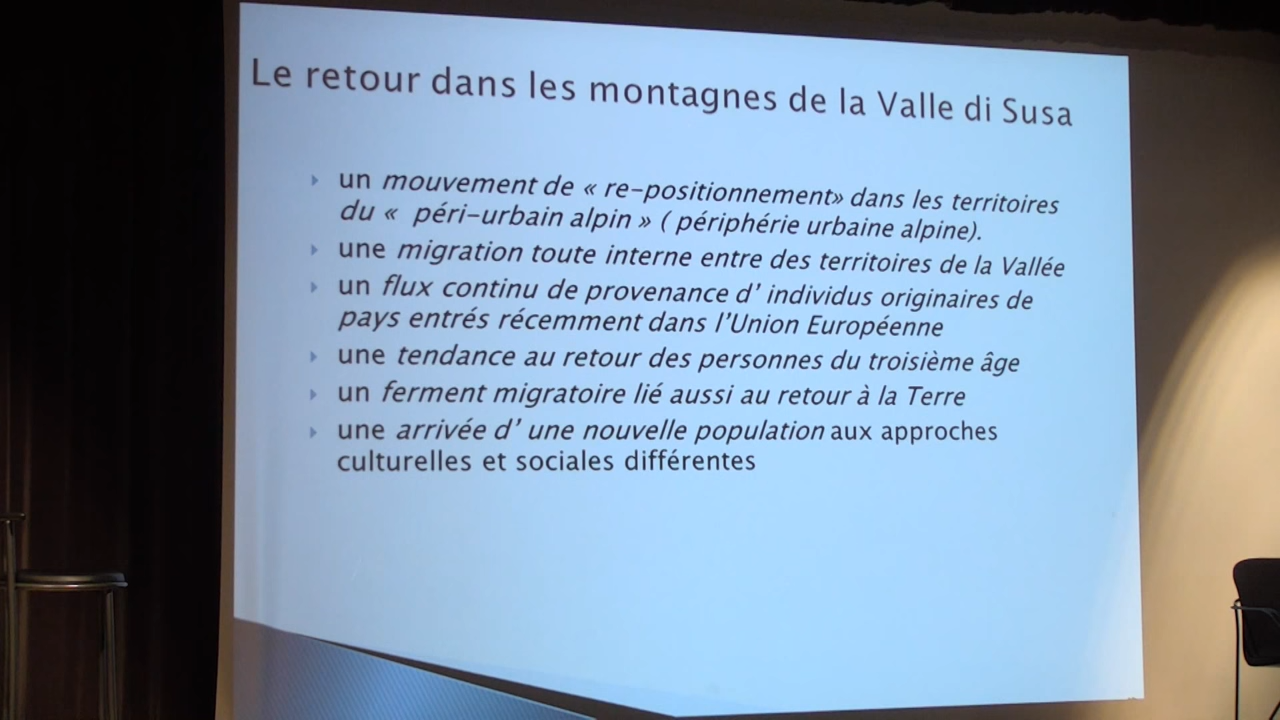 Le retour dans les montagnes de la Valle di Susa
un mouvement de « re-positionnement» dans les territoires
du «  péri-urbain alpin » ( périphérie urbaine alpine).
une migration toute interne entre des territoires de la Vallée
un flux continu de provenance d’ individus originaires de
pays entrés récemment dans l’Union Européenne
une tendance au retour des personnes du troisième âge
un ferment migratoire lié aussi au retour à la Terre
une arrivée d’ une nouvelle population aux approches
culturelles et sociales différentes